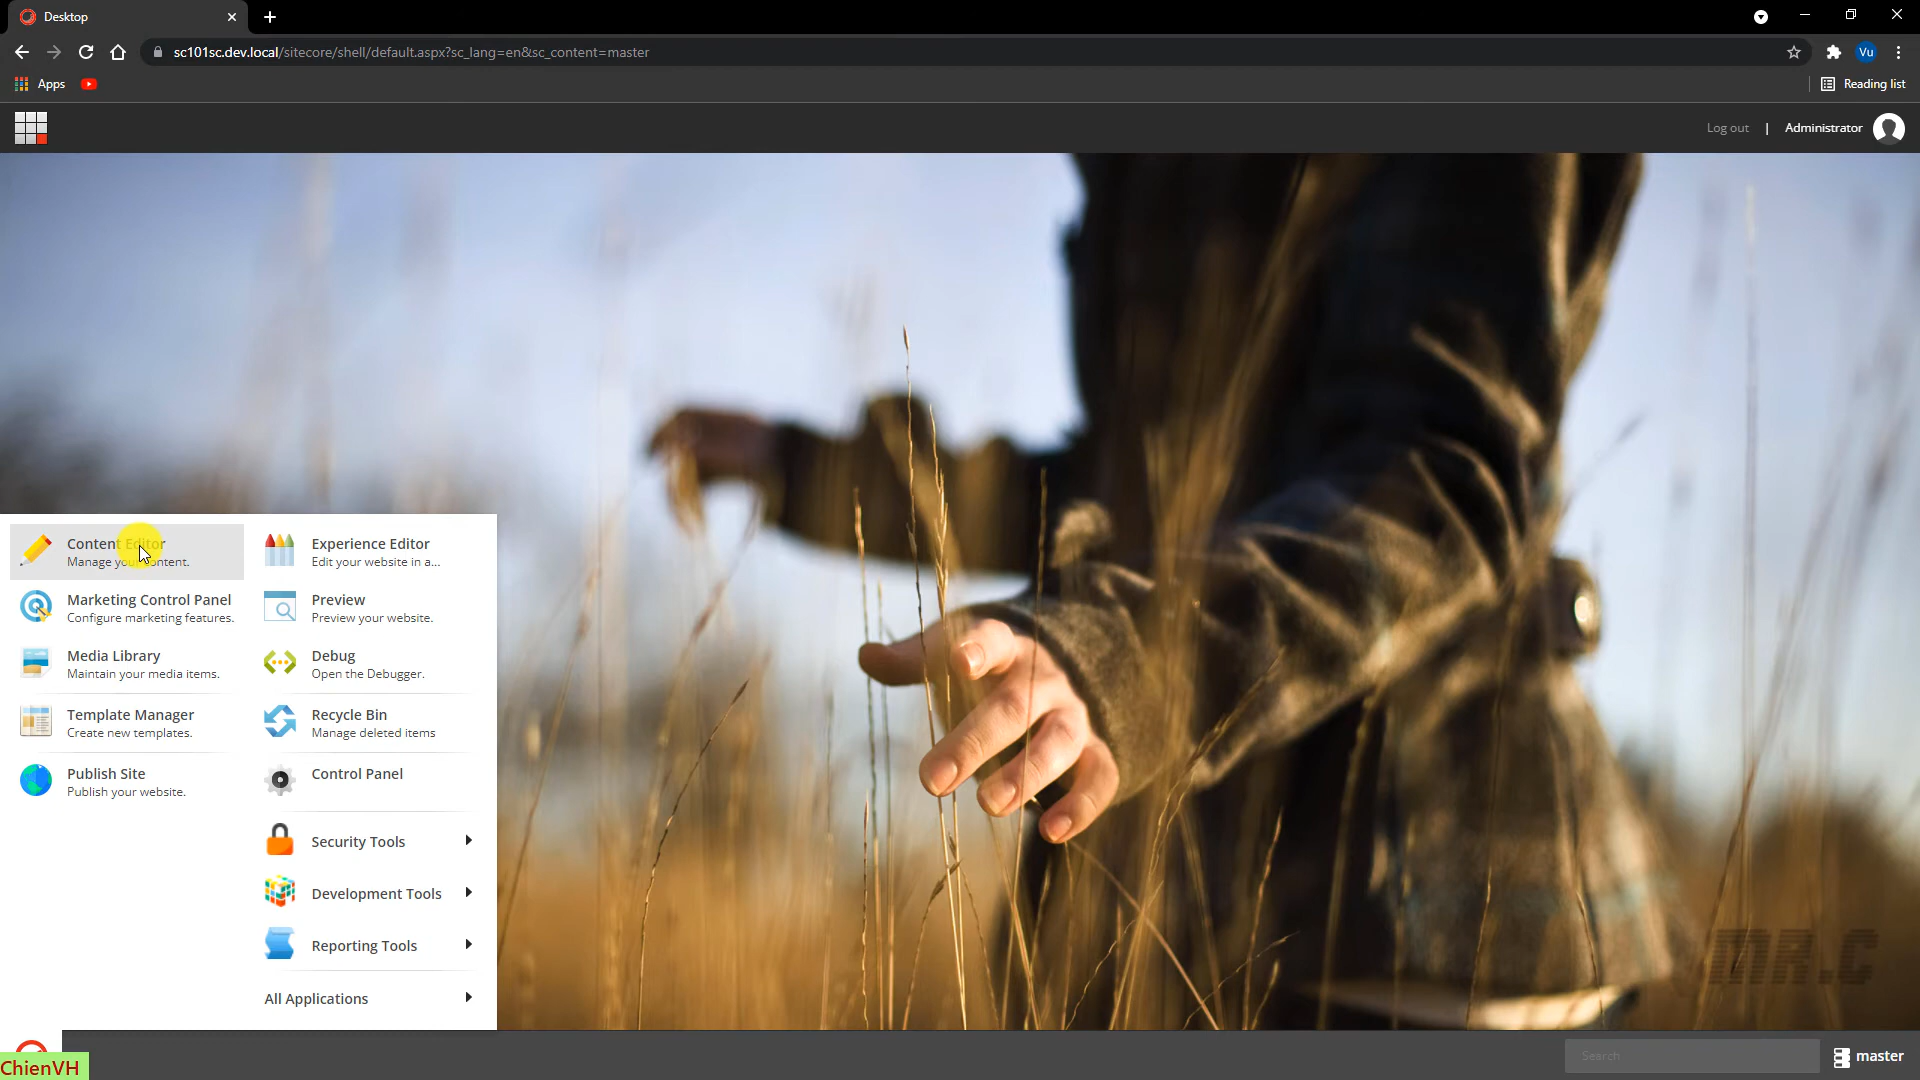 Desktop
sc101sc.dev.local/sitecore/shell/default.aspx?sc_lang=en&sc_content=master
Vu
Apps
Reading list
Log out | Administrator
Content Editor
Manage your content.
Experience Editor
Edit your website in a...
Marketing Control Panel
Configure marketing features.
Preview
Preview your website.
Media Library
Maintain your media items.
Debug
Open the Debugger.
Template Manager
Create new templates.
Recycle Bin
Manage deleted items
Publish Site
Publish your website.
Control Panel
Security Tools
Development Tools
Reporting Tools
All Applications
MR.C
ChienVH
Search
master